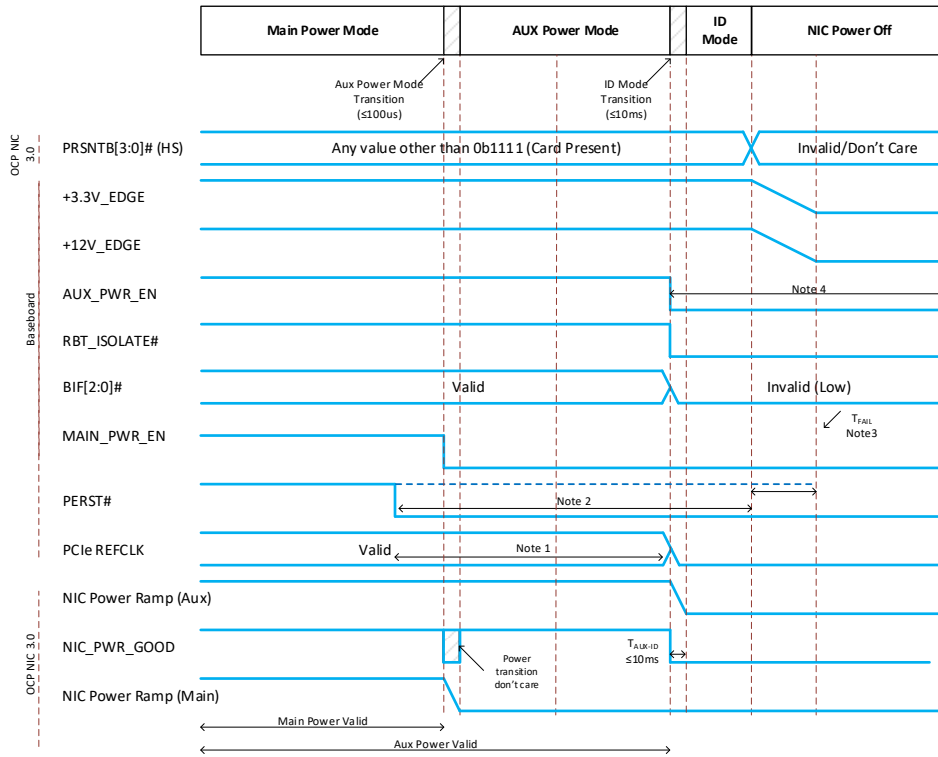 Main Power Mode
AUX Power Mode
ID
Mode
NIC Power Off
Aux Power Mode
Transition
(≤100us)
ID Mode
Transition
(≤10ms)
OCP NIC
3.0
PRSNTB[3:0]# (HS)
Any value other than 0b1111 (Card Present)
Invalid/Don't Care
+3.3V_EDGE
+12V_EDGE
Baseboard
AUX_PWR_EN
Note 4
RBT_ISOLATE#
BIF[2:0]#
Valid
Invalid (Low)
TFAIL
Note3
MAIN_PWR_EN
PERST#
Note 2
PCIe REFCLK
Valid
Note 1
NIC Power Ramp (Aux)
OCP NIC 3.0
NIC_PWR_GOOD
Power
transition
don't care
TAUX-ID
≤10ms
NIC Power Ramp (Main)
Main Power Valid
Aux Power Valid